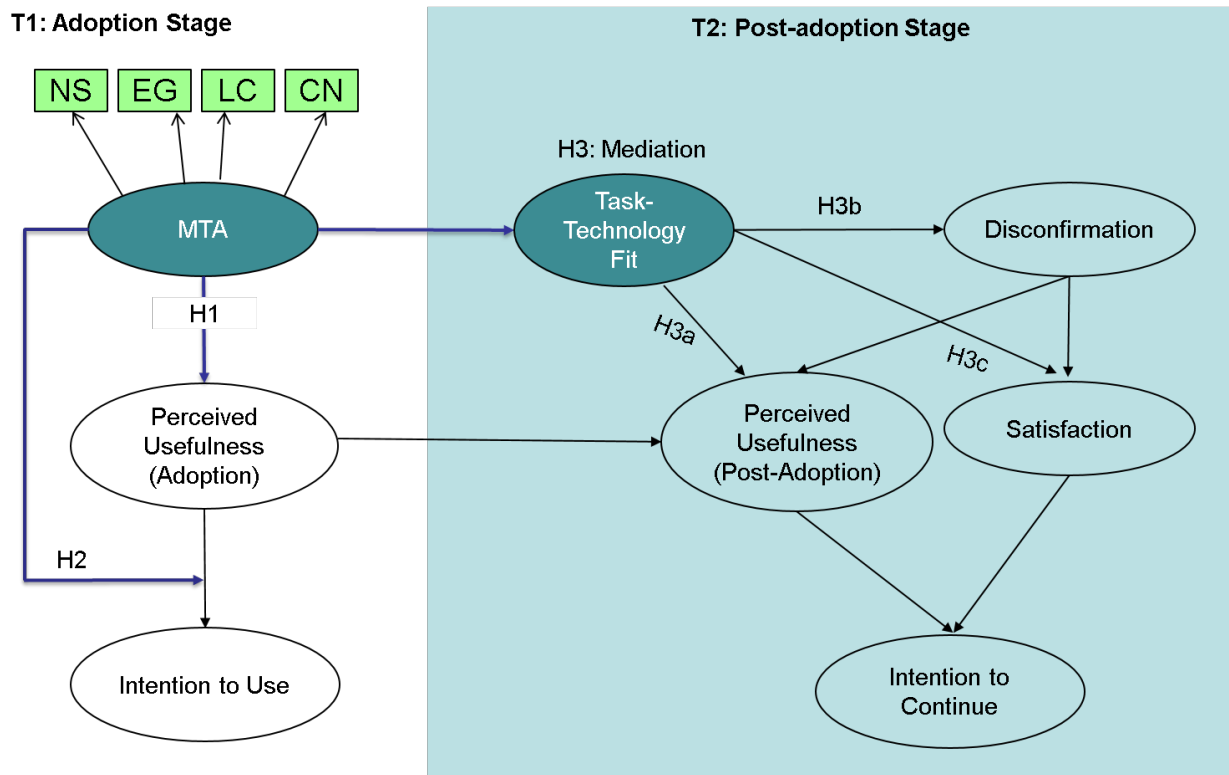 T1: Adoption Stage
T2: Post-adoption Stage
NS
EG
LC
CN
H3: Mediation
MTA
Task-
Technology
Fit
H3b
Disconfirmation
H1
H3a
H3c
Perceived
Usefulness
(Adoption)
Perceived
Usefulness
(Post-Adoption)
Satisfaction
H2
Intention to Use
Intention to
Continue